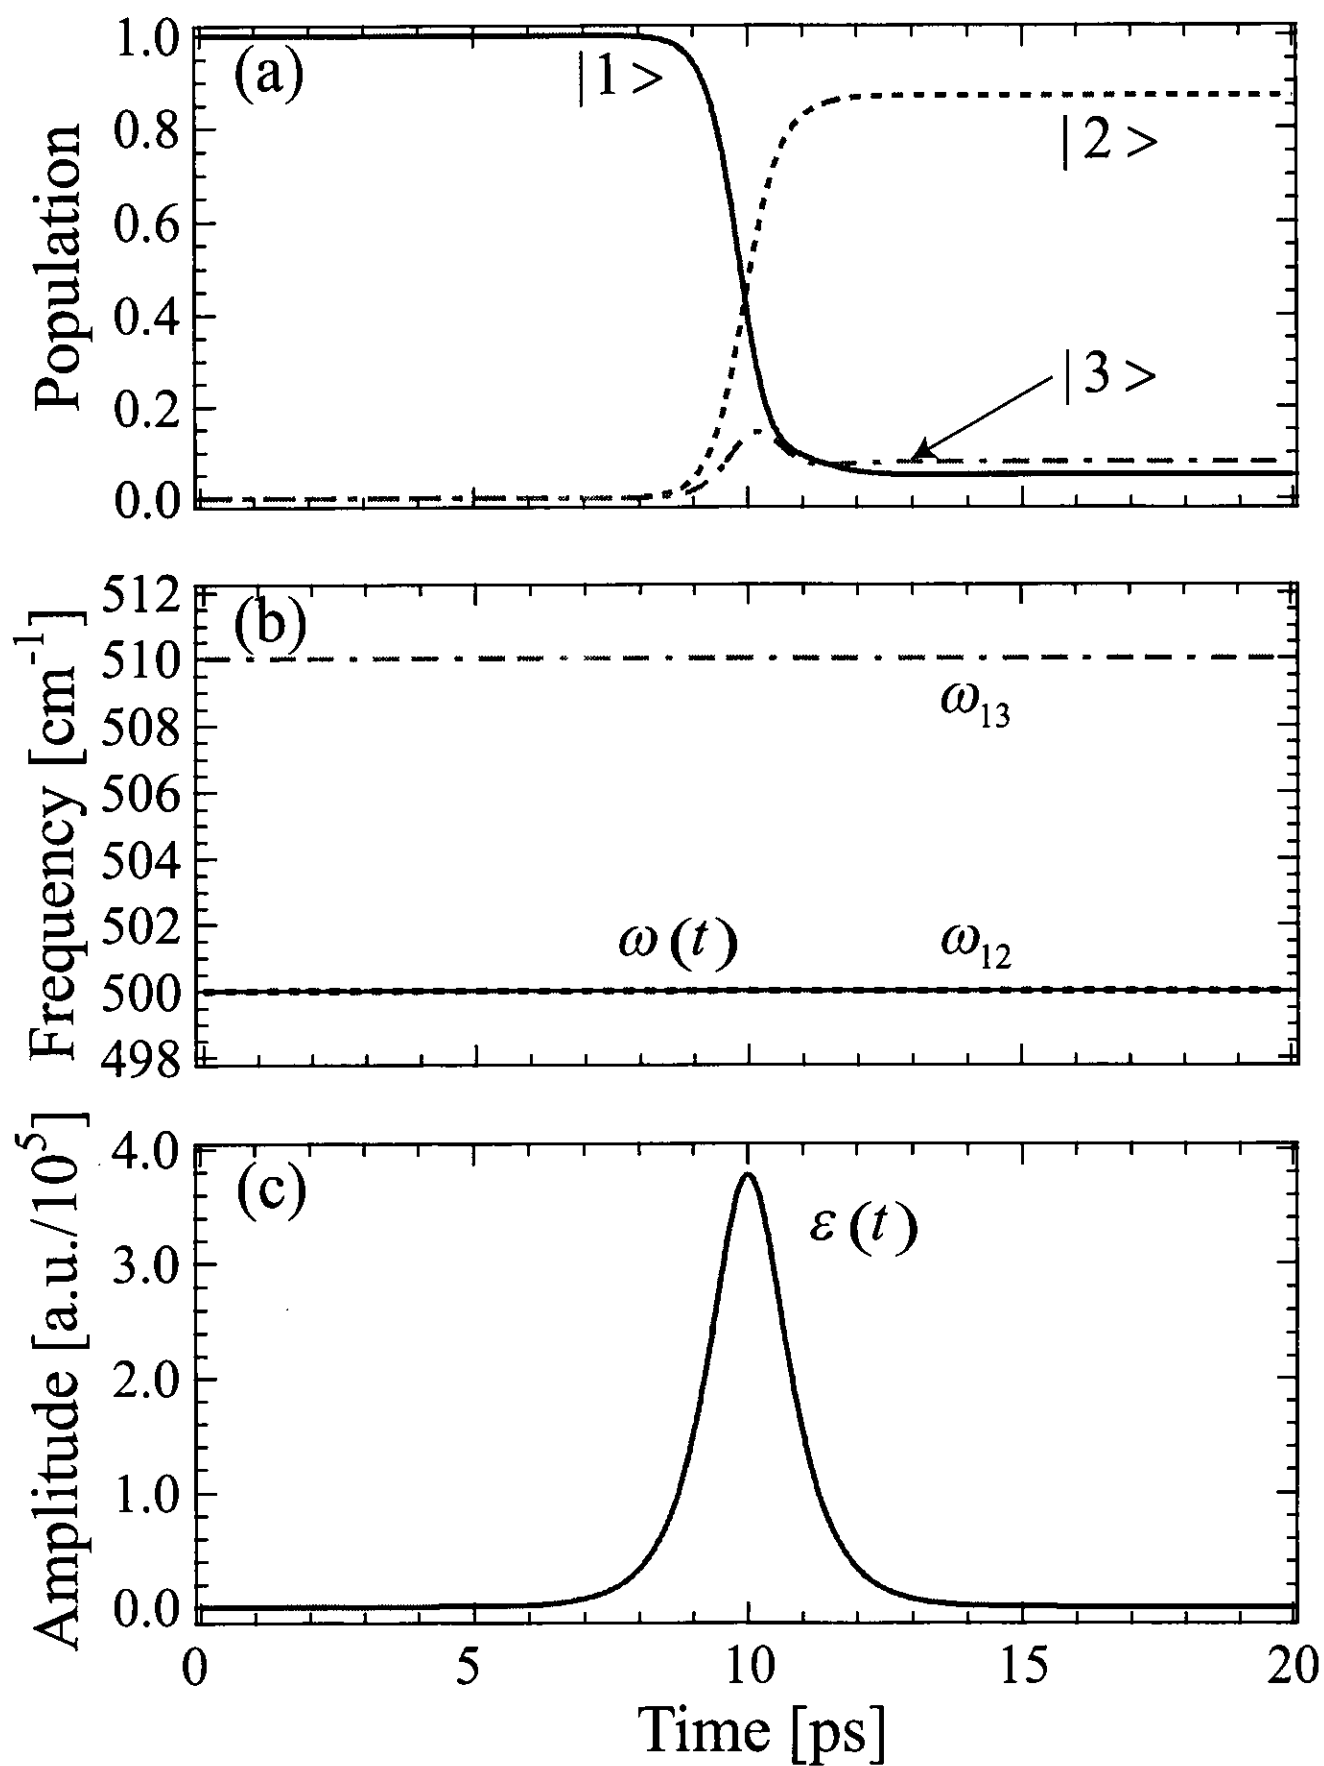 (a)
|1>
|2>
|3>
Population
1.0
0.8
0.6
0.4
0.2
0.0
(b)
ω₁₃
ω(t)
ω₁₂
Frequency [cm⁻¹]
512
510
508
506
504
502
500
498
(c)
ε(t)
Amplitude [a.u./10⁵]
4.0
3.0
2.0
1.0
0.0
0 5 10 15 20
Time [ps]